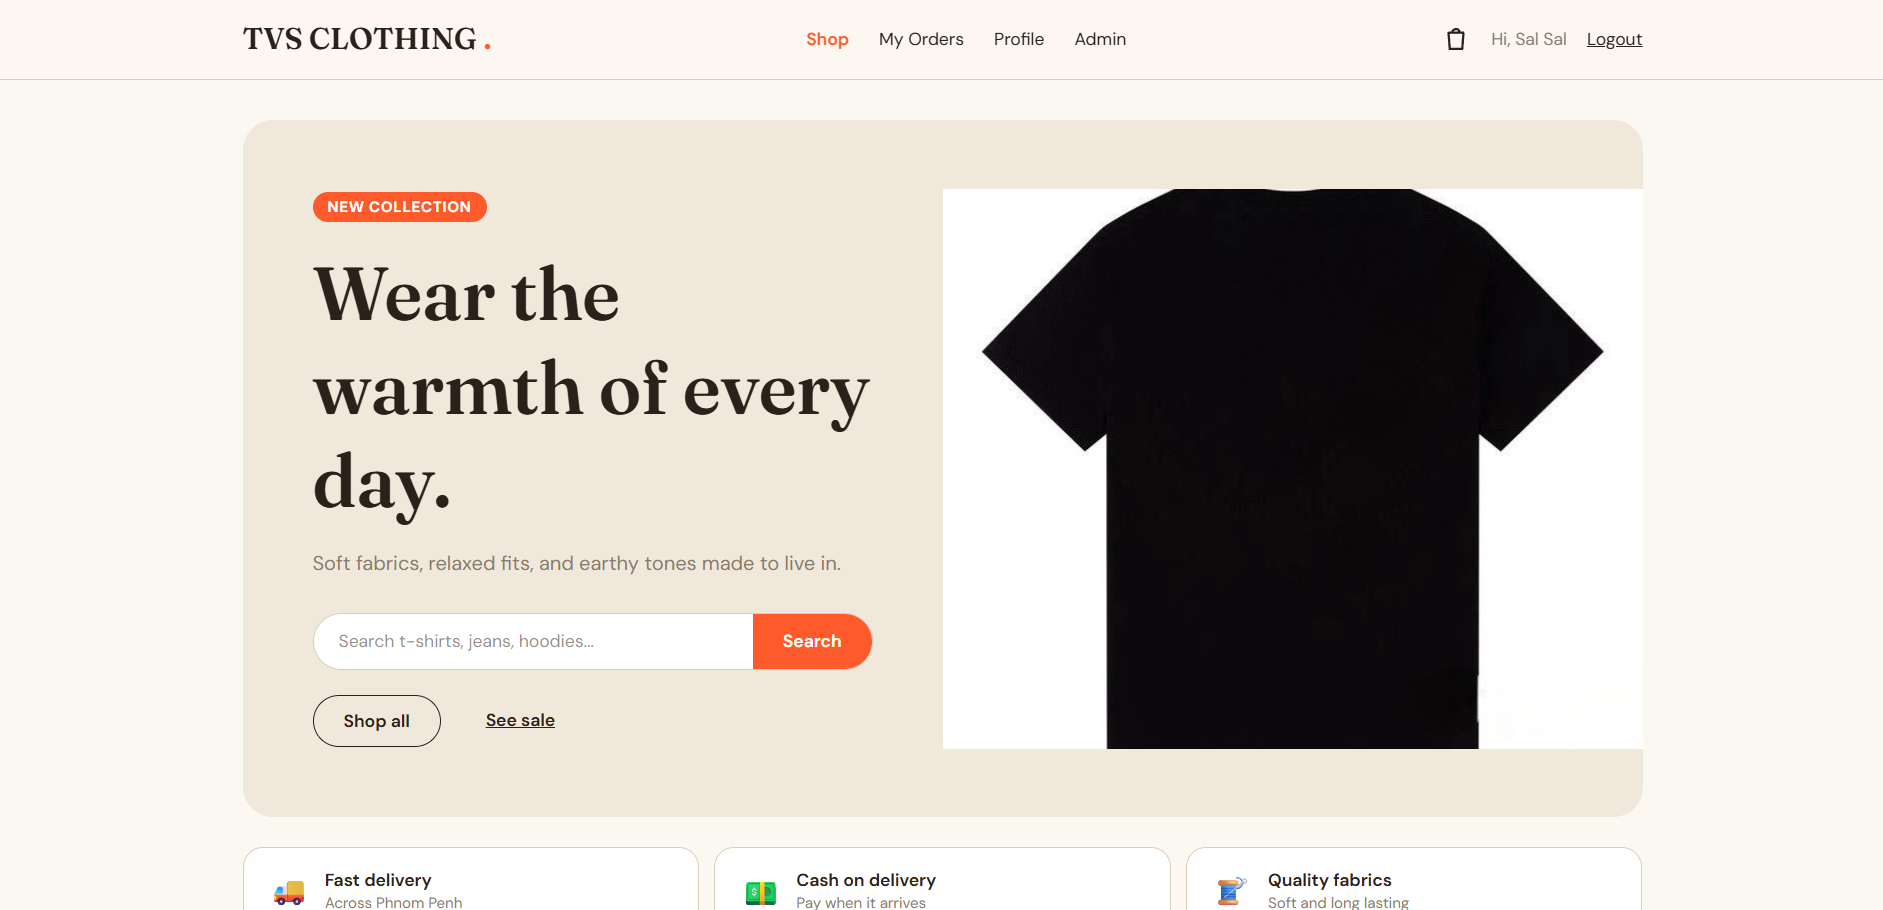 TVS CLOTHING .
Shop
My Orders
Profile
Admin
Hi, Sal Sal
Logout
NEW COLLECTION
Wear the
warmth of every
day.
Soft fabrics, relaxed fits, and earthy tones made to live in.
Search t-shirts, jeans, hoodies...
Search
Shop all
See sale
Fast delivery
Across Phnom Penh
Cash on delivery
Pay when it arrives
Quality fabrics
Soft and long lasting